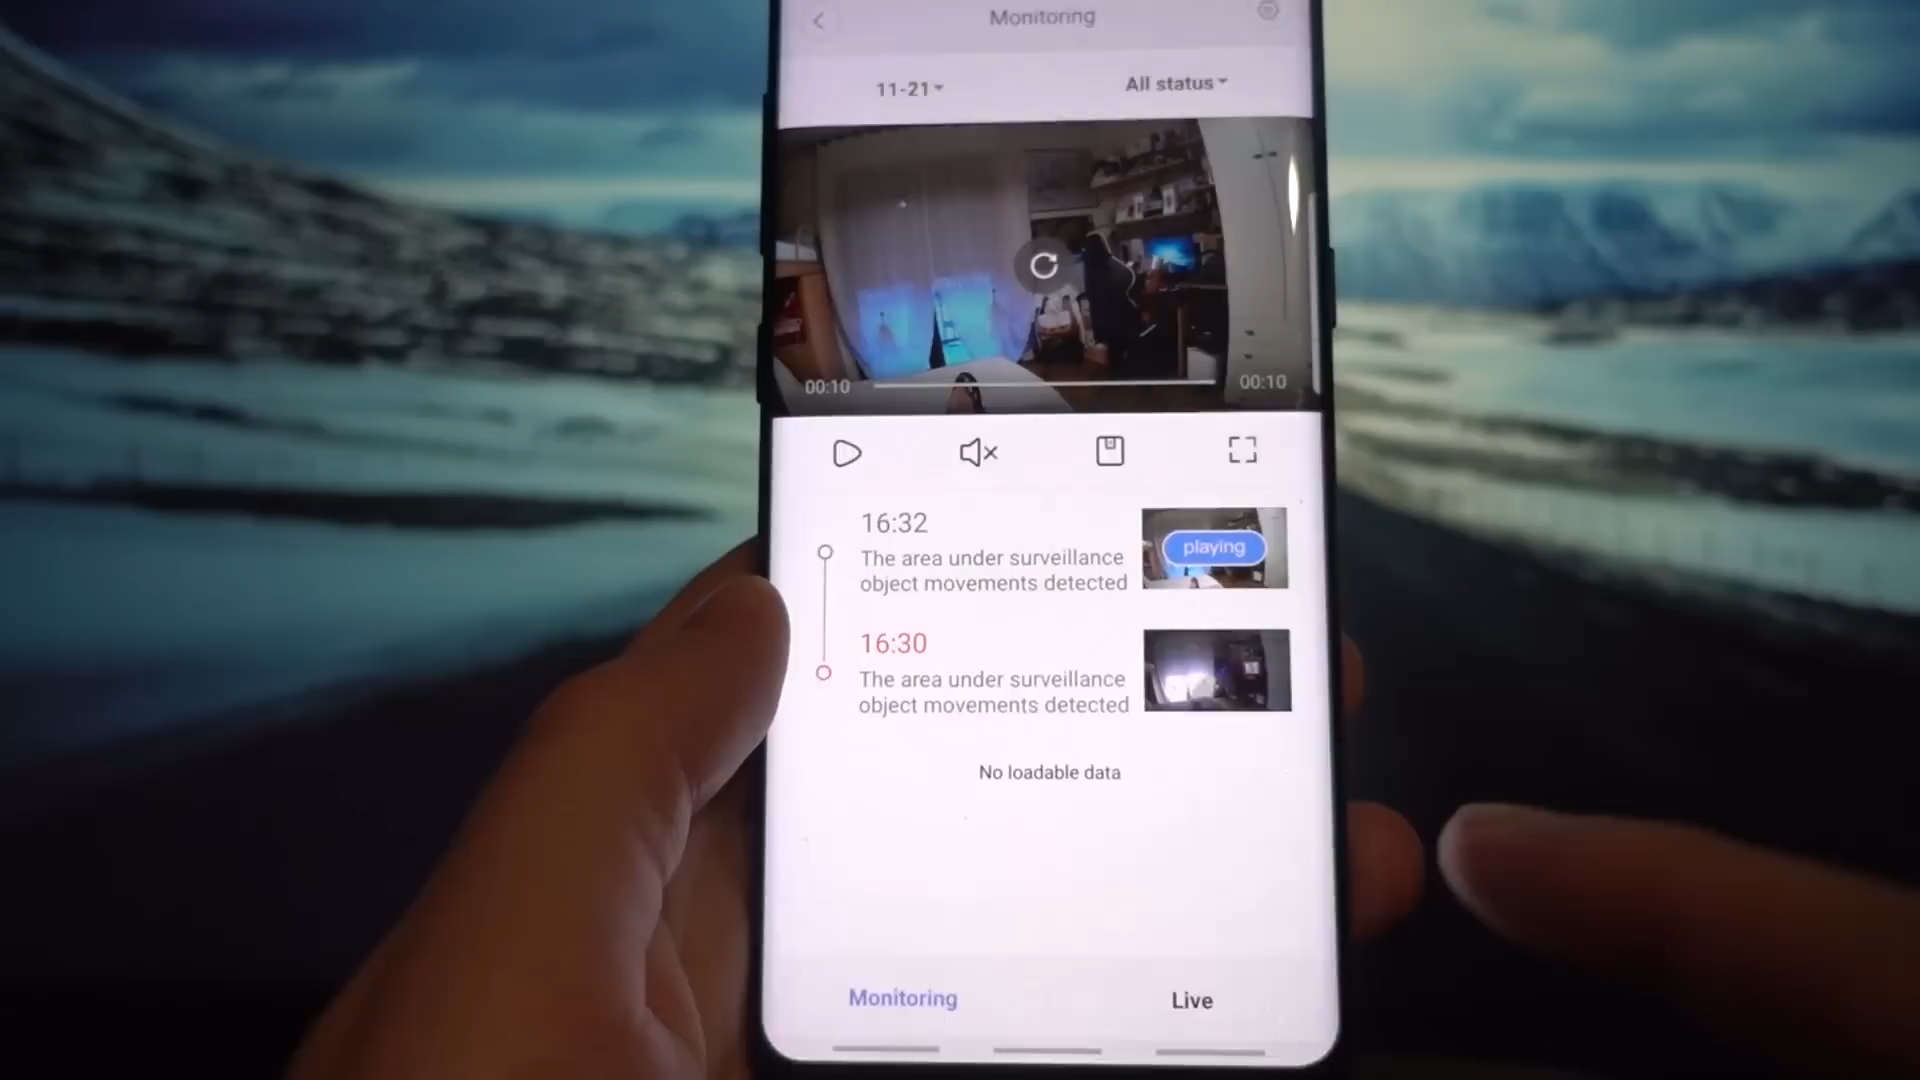 Monitoring
11-21
All status
00:10
00:10
16:32
The area under surveillance
object movements detected
playing
16:30
The area under surveillance
object movements detected
No loadable data
Monitoring
Live